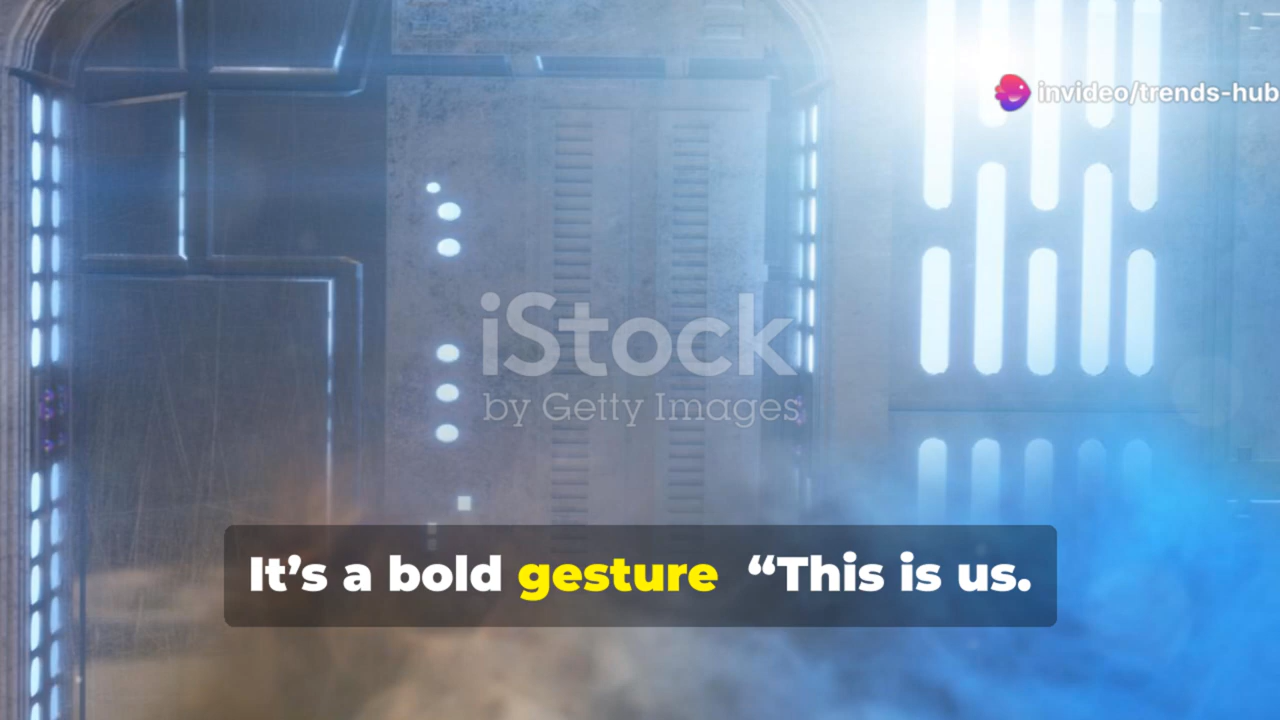 invideo/trends-hub
iStock
by Getty Images
It’s a bold gesture “This is us.